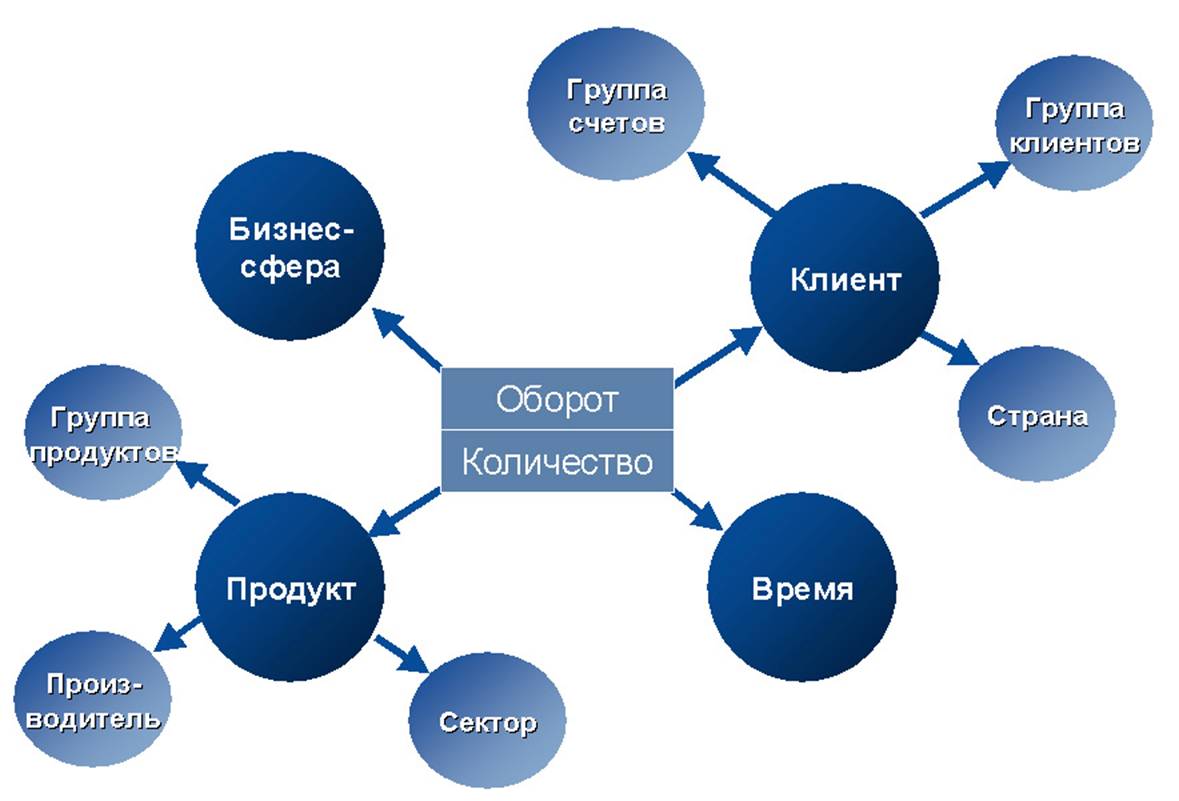 Группа
счетов
Группа
клиентов
Бизнес-
сфера
Клиент
Оборот
Количество
Страна
Группа
продуктов
Продукт
Время
Произ-
водитель
Сектор